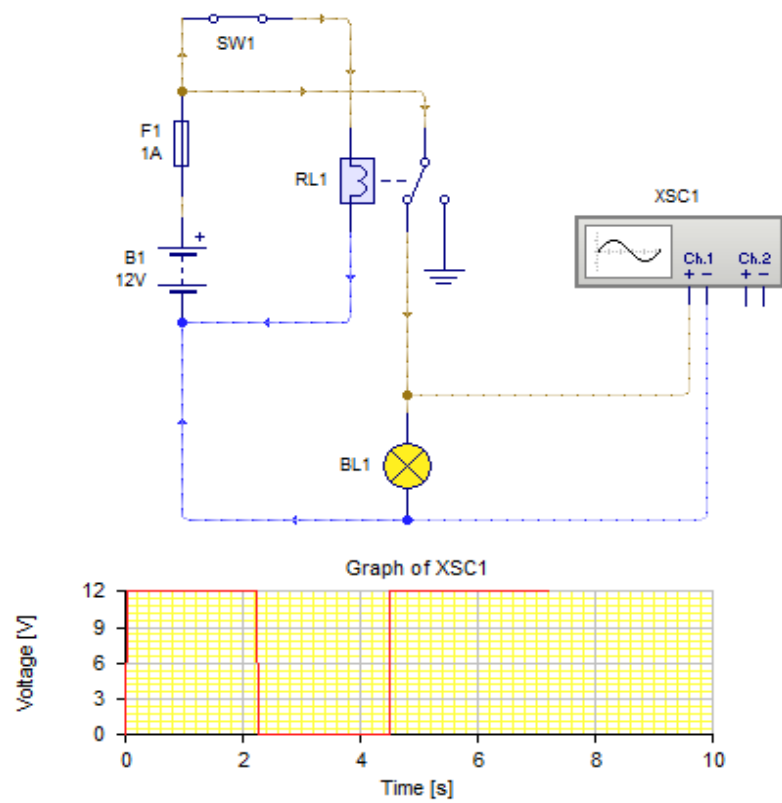 SW1
F1
1A
RL1
XSC1
B1
+
12V
Ch.1 Ch.2
+ − + −
BL1
Graph of XSC1
Voltage [V]
12
9
6
3
0
0 2 4 6 8 10
Time [s]